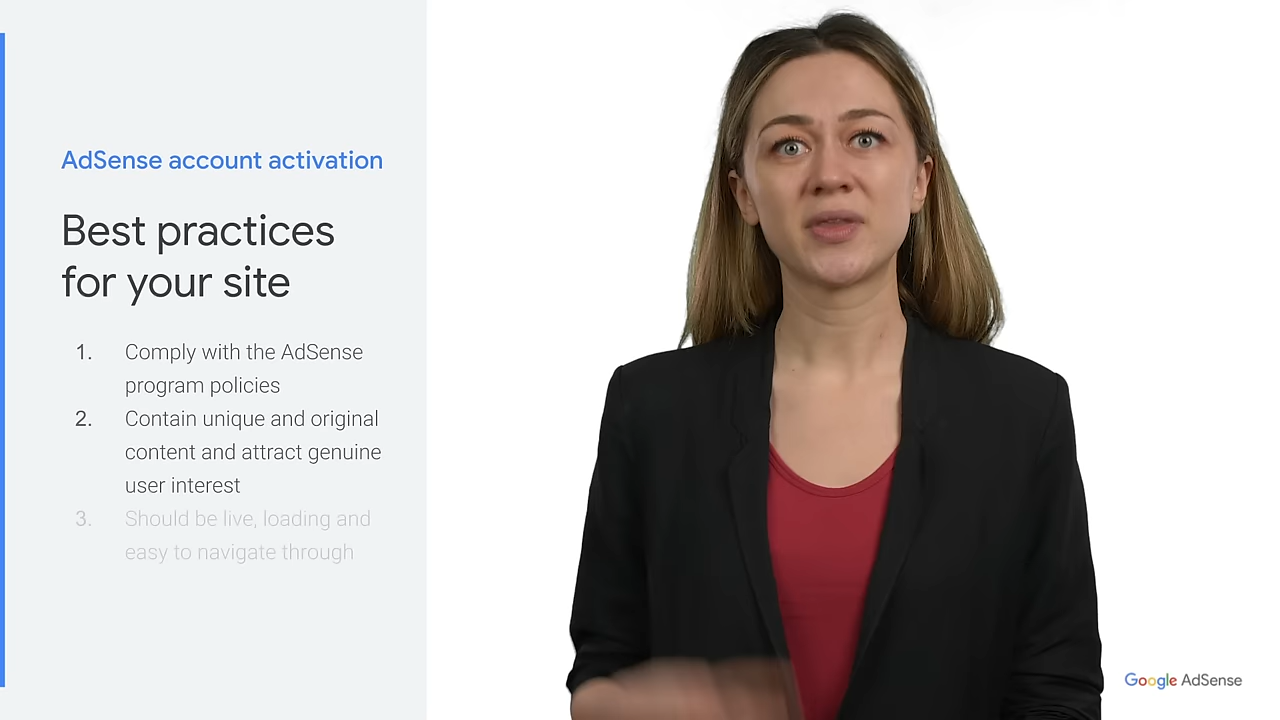 AdSense account activation
Best practices
for your site
1. Comply with the AdSense
program policies
2. Contain unique and original
content and attract genuine
user interest
3. Should be live, loading and
easy to navigate through
Google AdSense